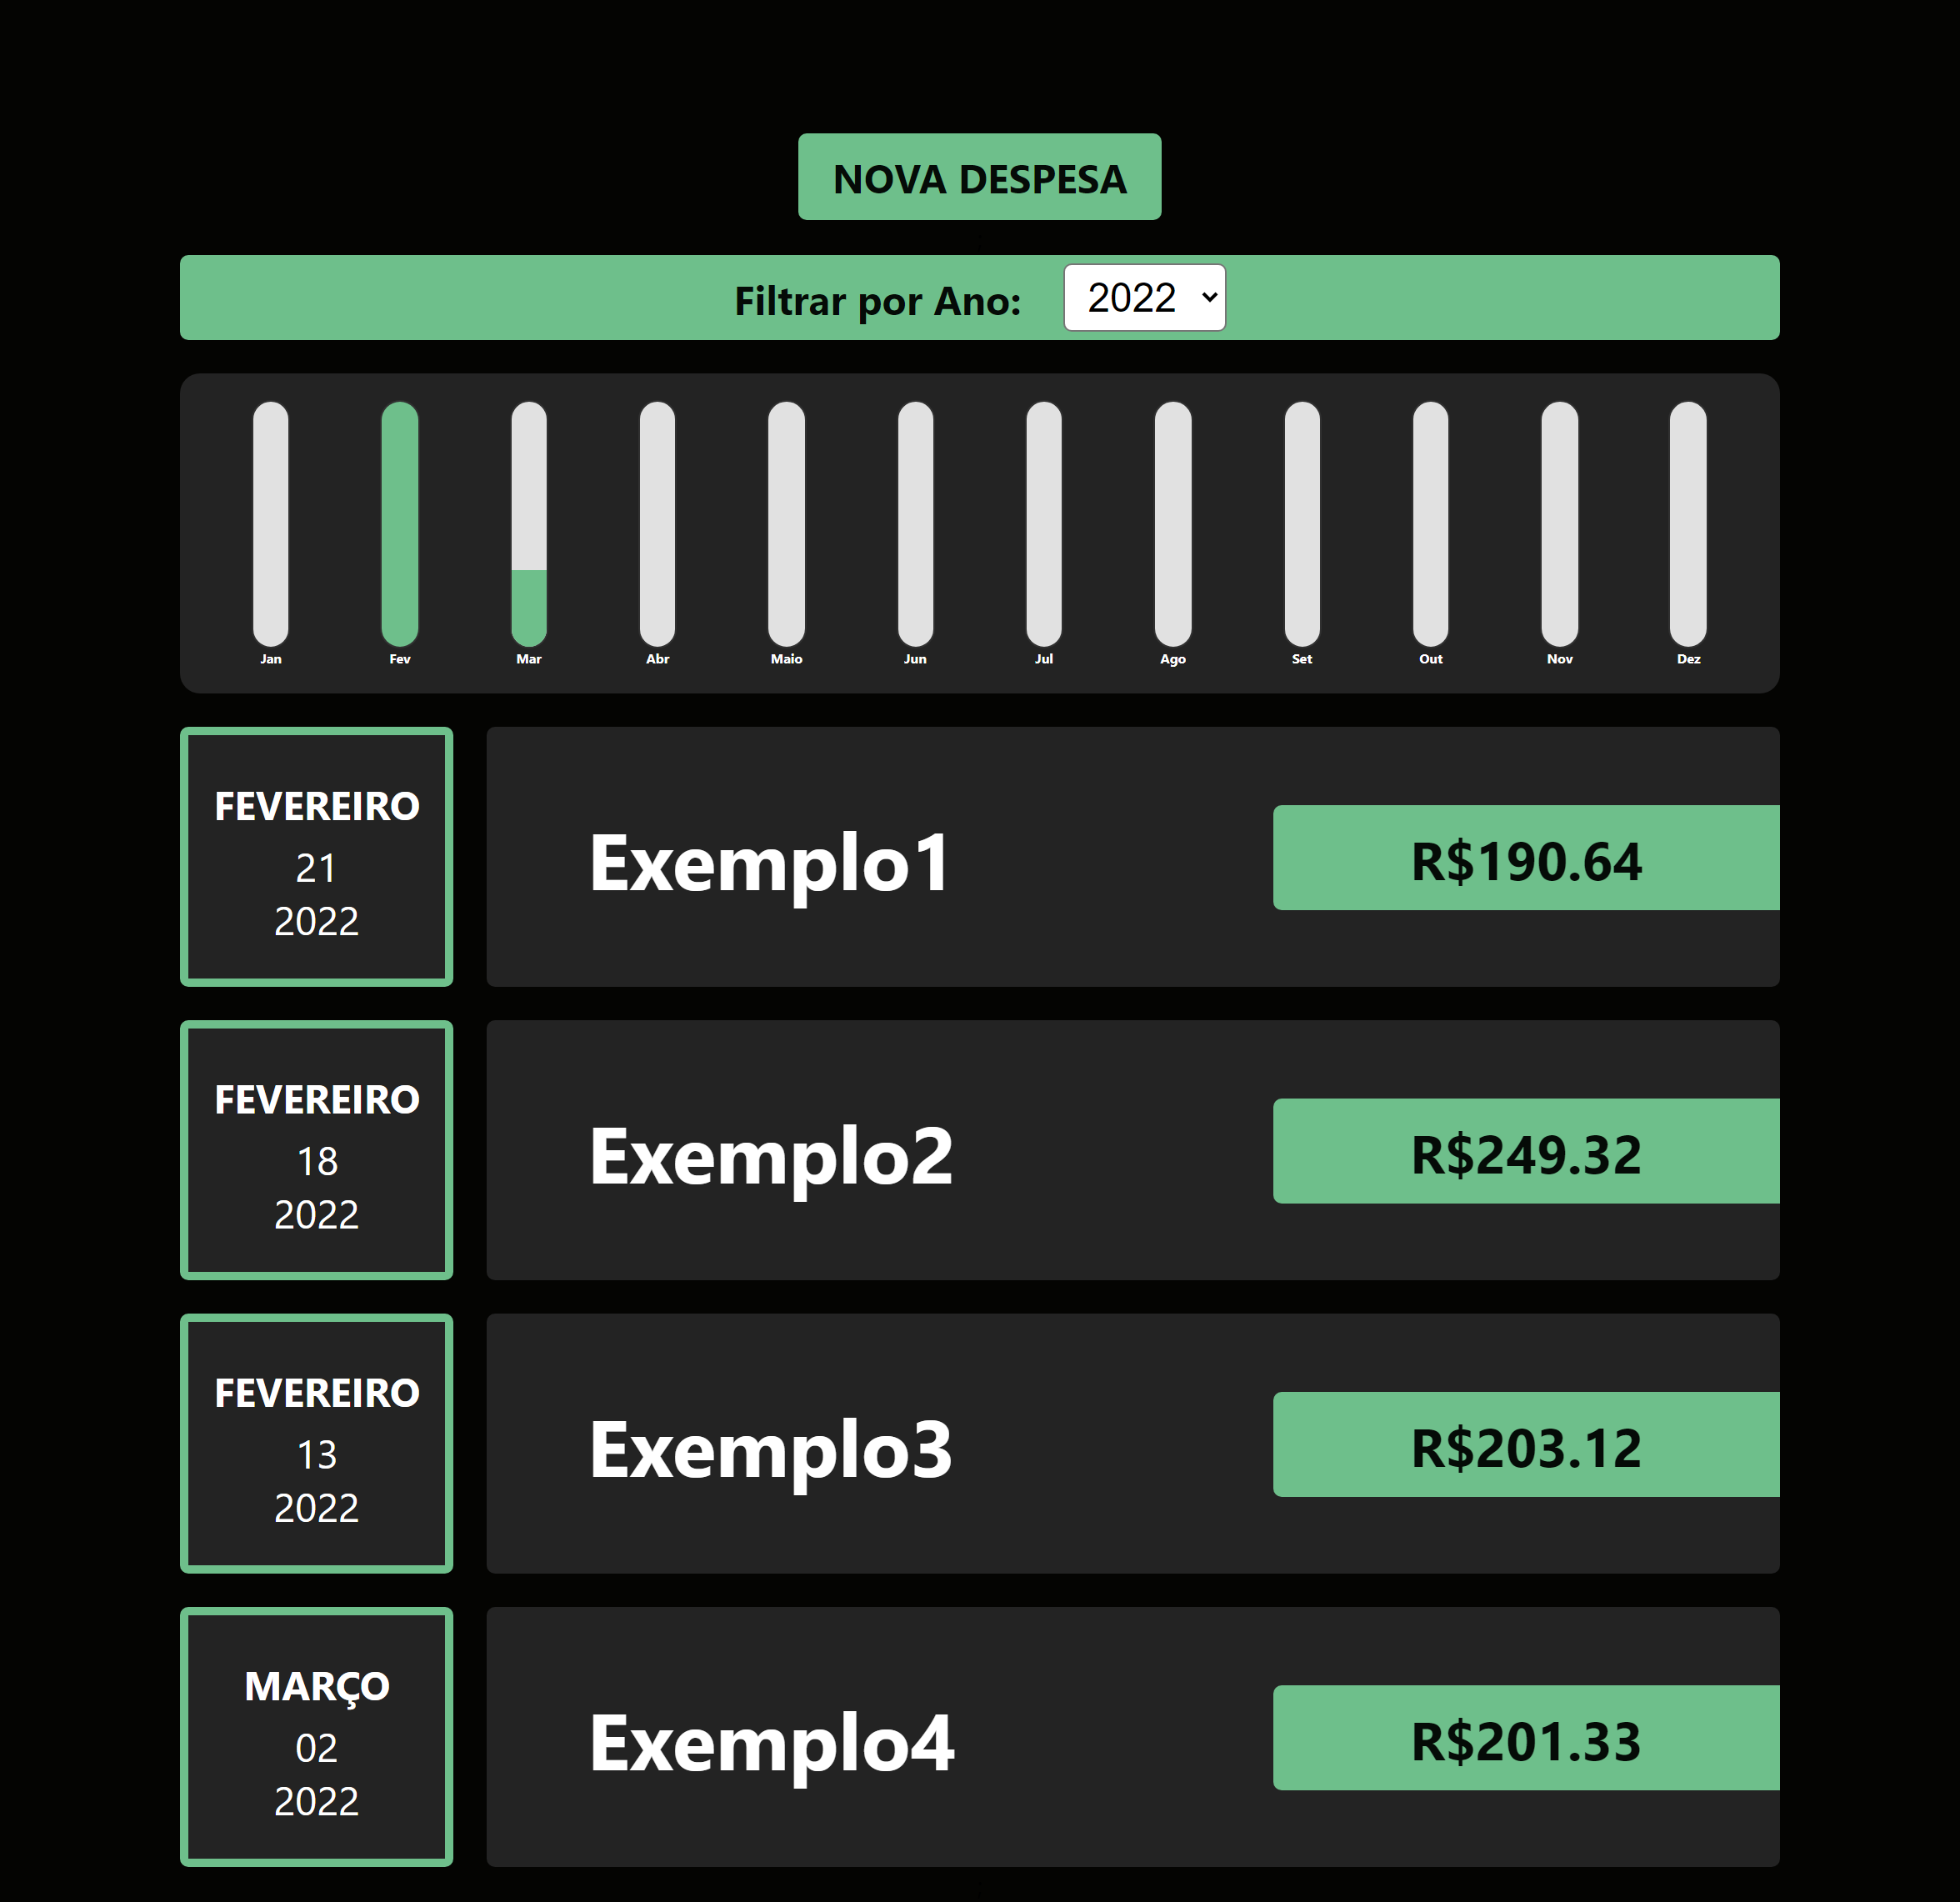 NOVA DESPESA
Filtrar por Ano: 2022
Jan Fev Mar Abr Maio Jun Jul Ago Set Out Nov Dez
FEVEREIRO
21
2022
Exemplo1
R$190.64
FEVEREIRO
18
2022
Exemplo2
R$249.32
FEVEREIRO
13
2022
Exemplo3
R$203.12
MARÇO
02
2022
Exemplo4
R$201.33